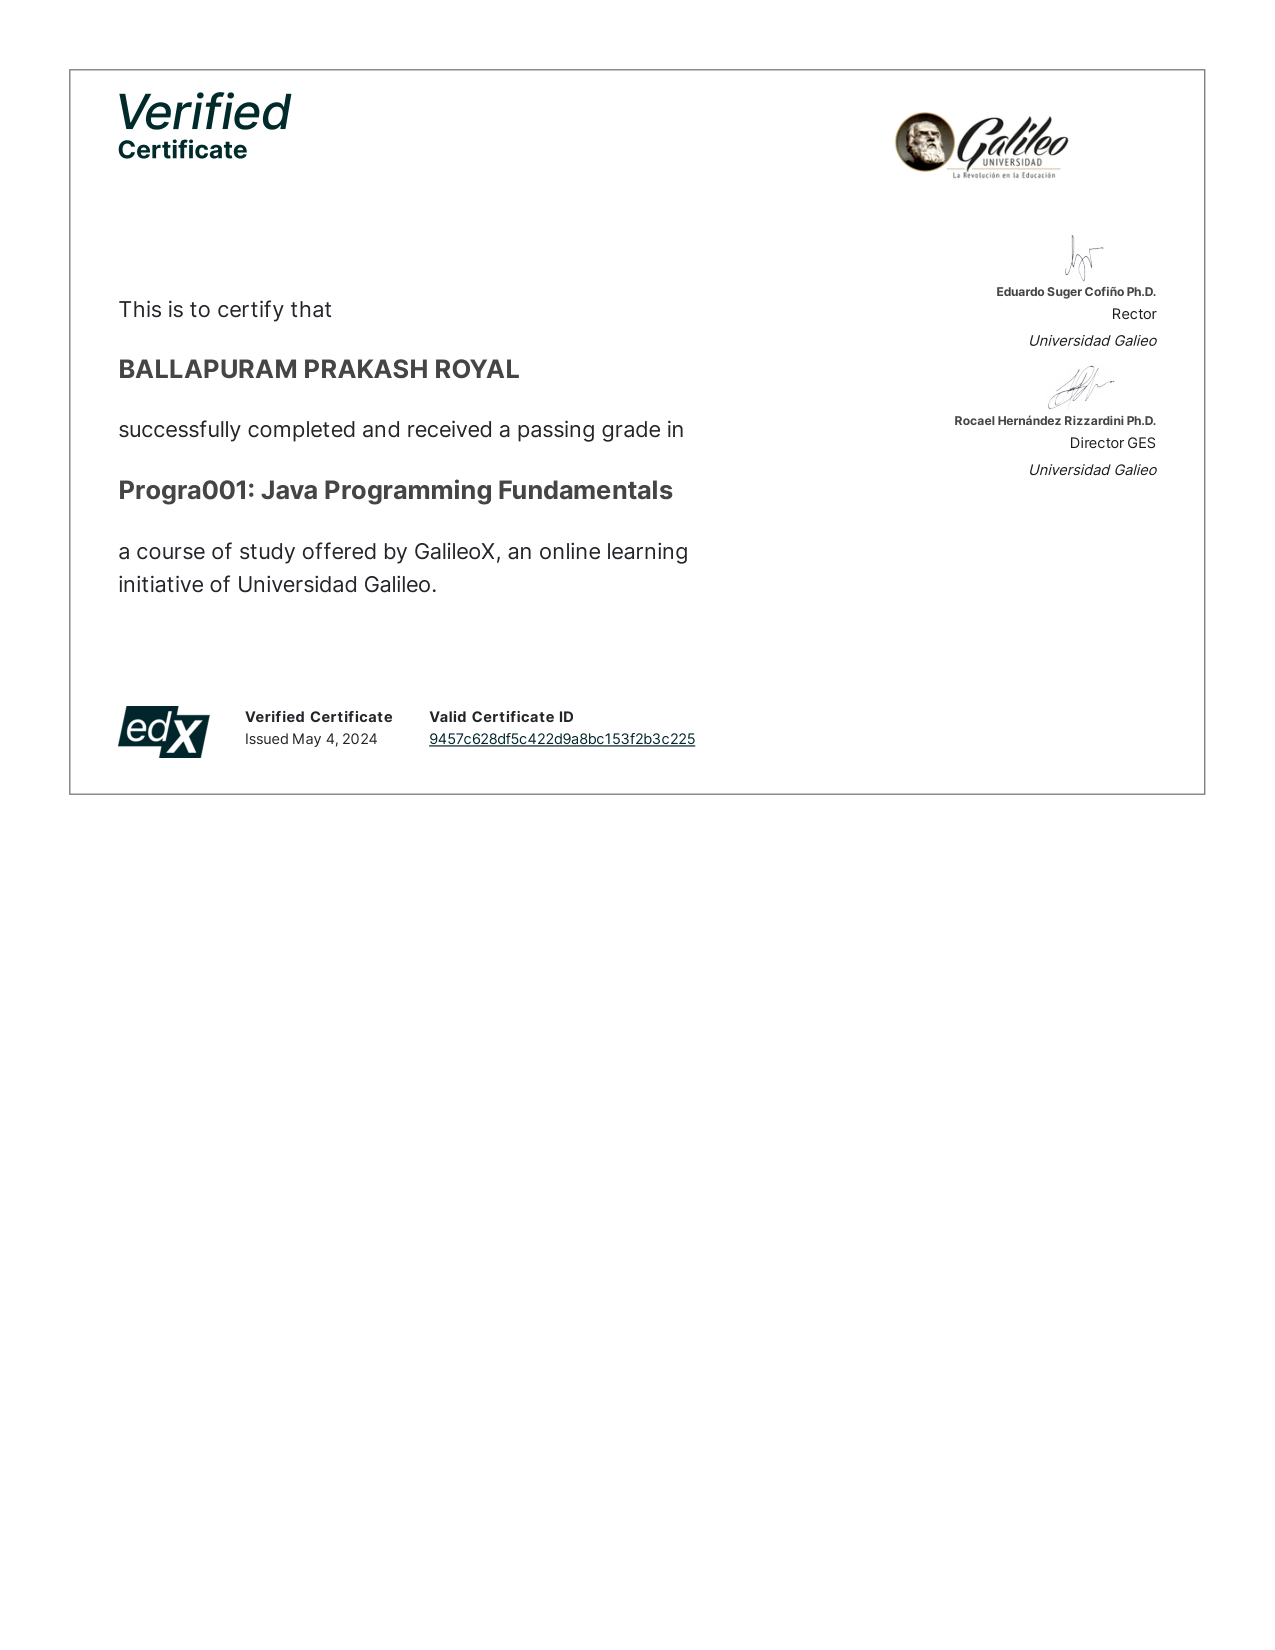 Verified
Certificate
Galileo
UNIVERSIDAD
La Revolución en la Educación
This is to certify that
BALLAPURAM PRAKASH ROYAL
successfully completed and received a passing grade in
Progra001: Java Programming Fundamentals
a course of study offered by GalileoX, an online learning
initiative of Universidad Galileo.
Eduardo Suger Cofiño Ph.D.
Rector
Universidad Galieo
Rocael Hernández Rizzardini Ph.D.
Director GES
Universidad Galieo
edX
Verified Certificate
Issued May 4, 2024
Valid Certificate ID
9457c628df5c422d9a8bc153f2b3c225